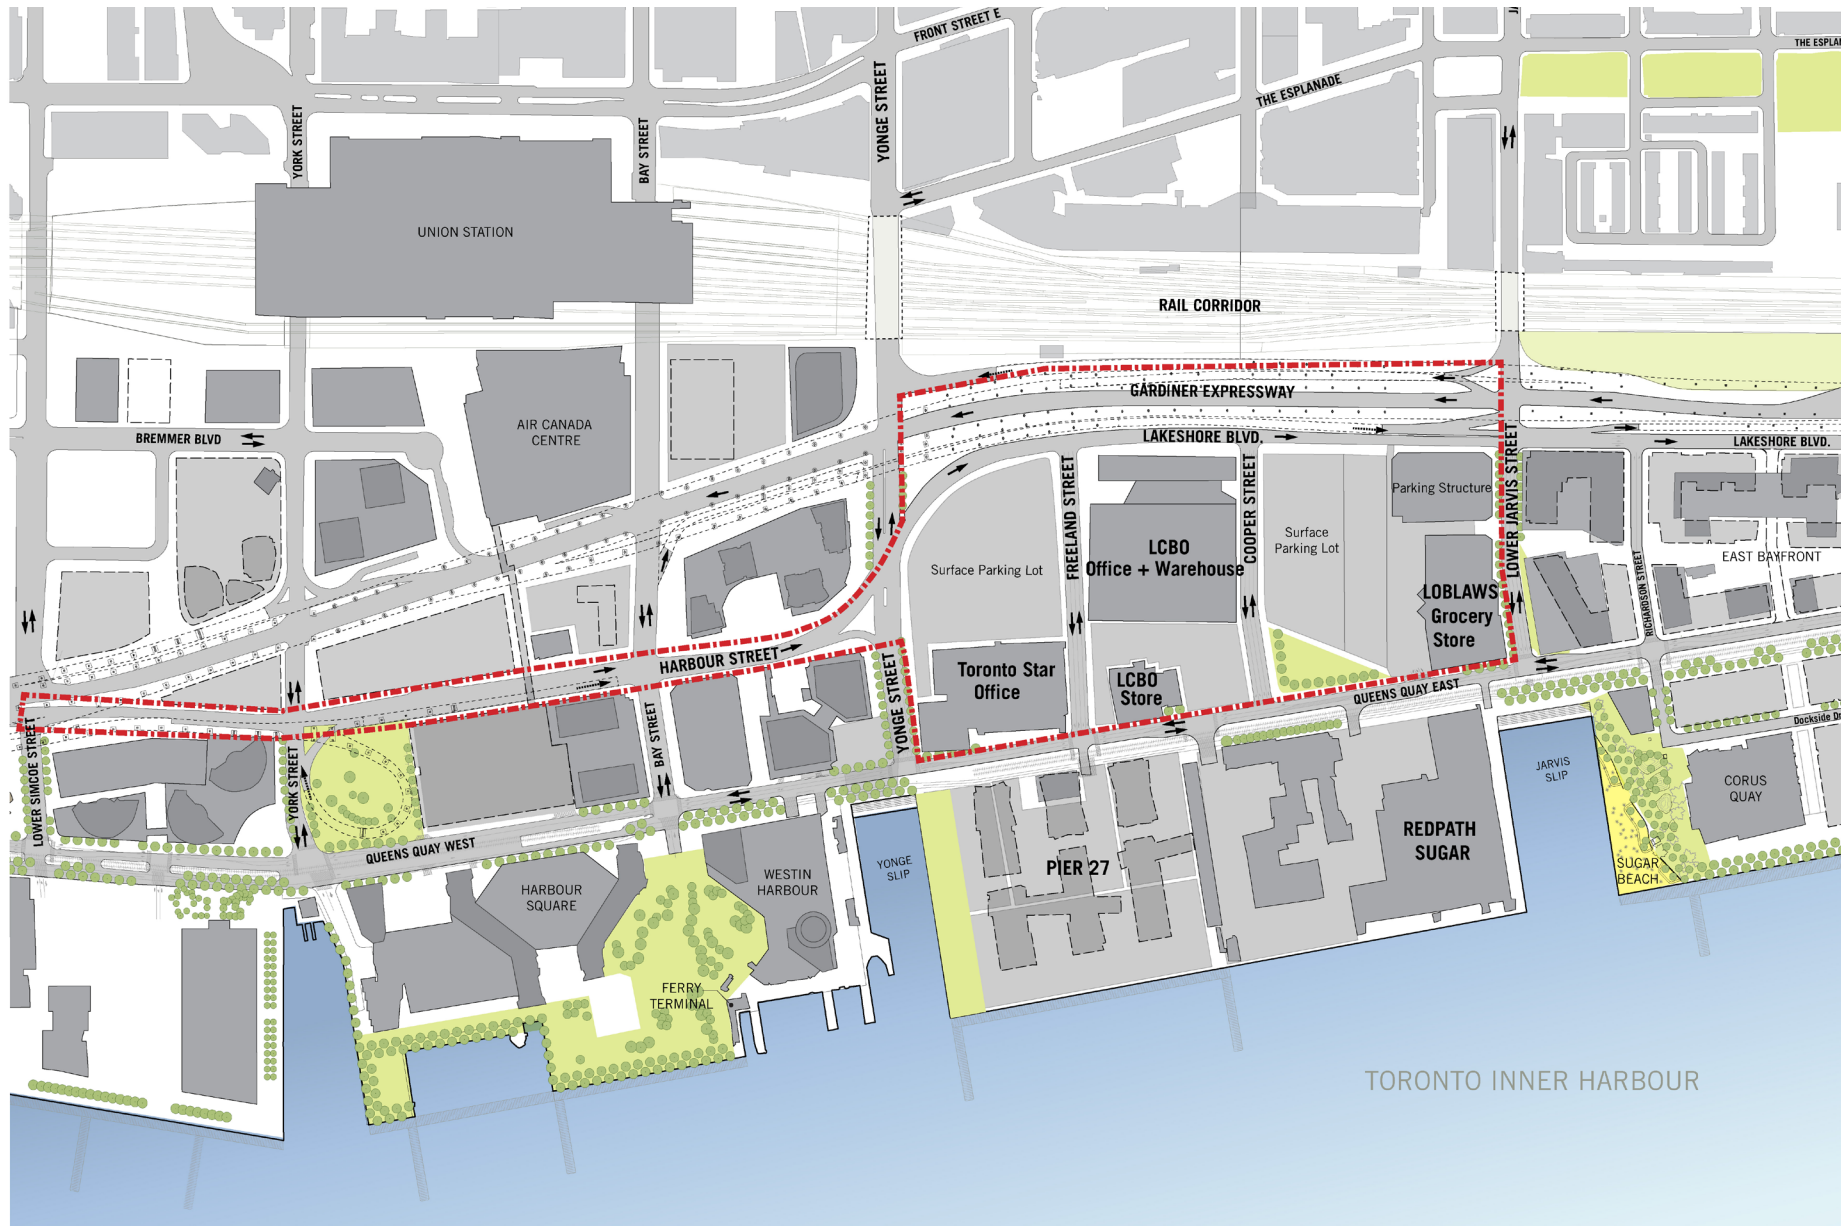 FRONT STREET E
THE ESPLANADE
YORK STREET
BAY STREET
YONGE STREET
THE ESPLANADE
UNION STATION
RAIL CORRIDOR
GARDINER EXPRESSWAY
LAKESHORE BLVD.
LAKESHORE BLVD.
BREMMER BLVD
AIR CANADA
CENTRE
Parking Structure
FREELAND STREET
COOPER STREET
LOWER JARVIS STREET
Surface
Parking Lot
LCBO
Office + Warehouse
EAST BAYFRONT
Surface Parking Lot
RICHARDSON STREET
LOBLAWS
Grocery
Store
HARBOUR STREET
Toronto Star
Office
LCBO
Store
QUEENS QUAY EAST
YONGE STREET
BAY STREET
YORK STREET
LOWER SIMCOE STREET
Dockside Dr
JARVIS
SLIP
CORUS
QUAY
REDPATH
SUGAR
QUEENS QUAY WEST
YONGE
SLIP
PIER 27
SUGAR
BEACH
WESTIN
HARBOUR
HARBOUR
SQUARE
FERRY
TERMINAL
TORONTO INNER HARBOUR